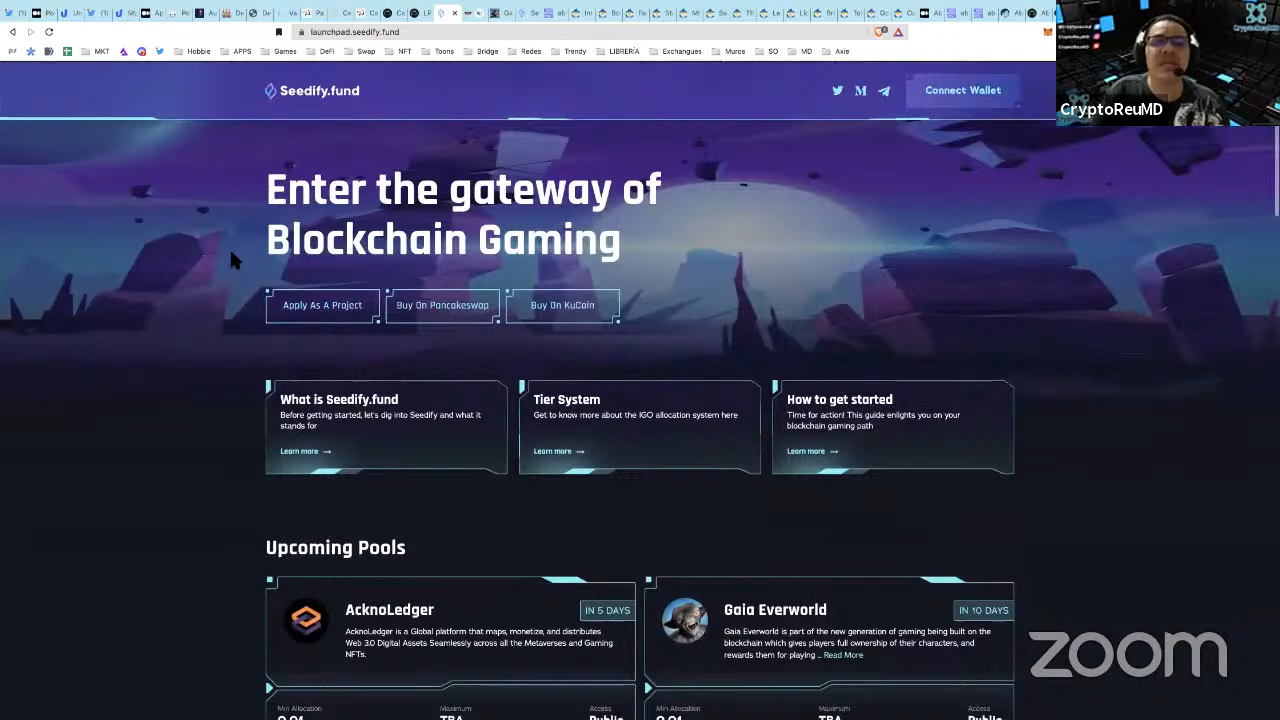 launchpad.seedify.fund
MKT
Hobbie
APPS
Games
DeFi
Swap
NFT
Toons
Bridge
Redes
Trendy
LIBRERÍA
Exchangues
Muros
SO
MD
Axie
CryptoReuMD
Seedify.fund
Connect Wallet
Enter the gateway of
Blockchain Gaming
Apply As A Project
Buy On Pancakeswap
Buy On KuCoin
What is Seedify.fund
Before getting started, let's dig into Seedify and what it
stands for
Learn more →
Tier System
Get to know more about the IGO allocation system here
Learn more →
How to get started
Time for action! This guide enlights you on your
blockchain gaming path
Learn more →
Upcoming Pools
AcknoLedger
IN 5 DAYS
AcknoLedger is a Global platform that maps, monetize, and distributes
Web 3.0 Digital Assets Seamlessly across all the Metaverses and Gaming
NFTs.
Min Allocation
Maximum
Access
Gaia Everworld
IN 10 DAYS
Gaia Everworld is part of the new generation of gaming being built on the
blockchain which gives players full ownership of their characters, and
rewards them for playing ... Read More
Min Allocation
Maximum
Access
zoom